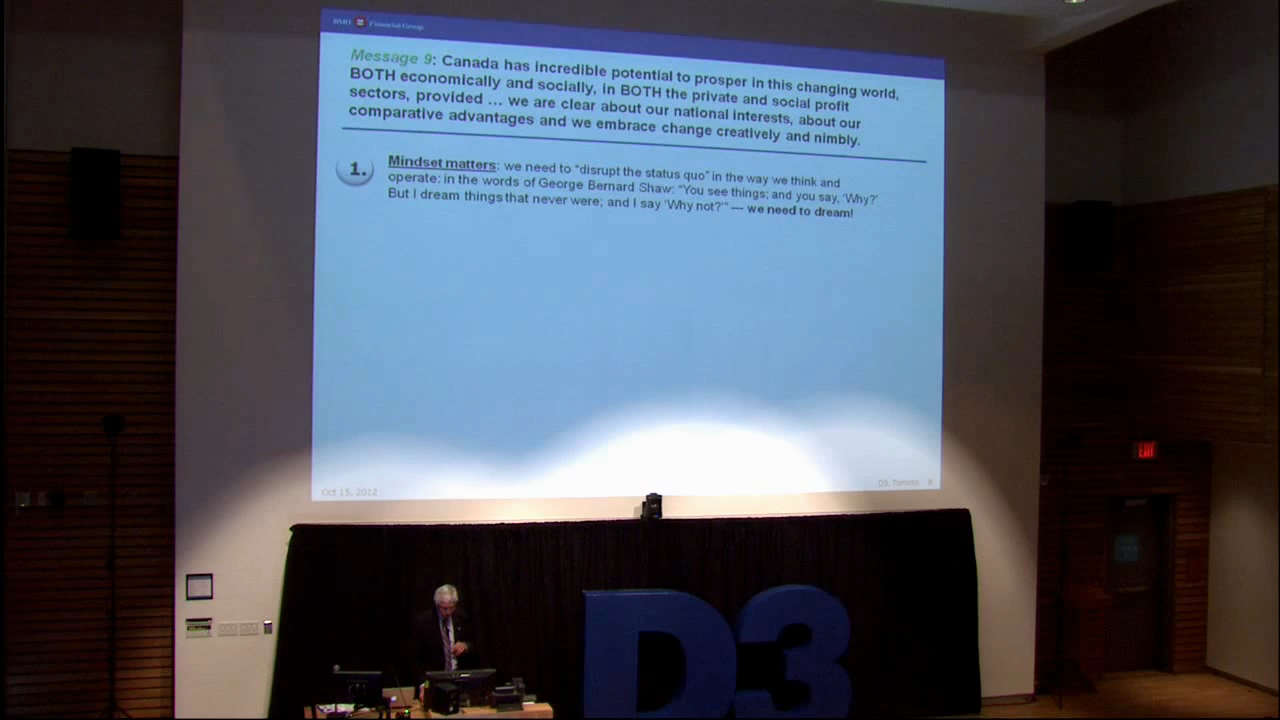 BMO Financial Group
Message 9: Canada has incredible potential to prosper in this changing world,
BOTH economically and socially, in BOTH the private and social profit
sectors, provided ... we are clear about our national interests, about our
comparative advantages and we embrace change creatively and nimbly.
1.
Mindset matters: we need to "disrupt the status quo" in the way we think and
operate: in the words of George Bernard Shaw: "You see things; and you say, 'Why?'
But I dream things that never were; and I say 'Why not?'" — we need to dream!
Oct 15, 2012
D3, Toronto 9
EXIT
D3